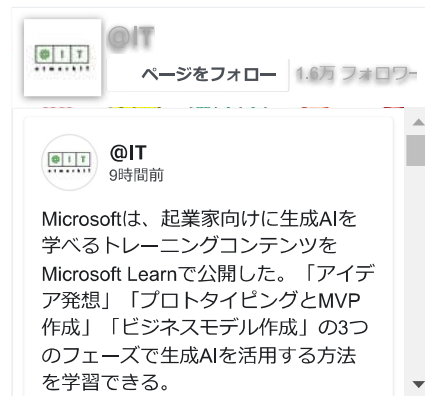 @IT
@IT
atmarkIT
ページをフォロー
1.6万 フォロワー
@IT
@IT
atmarkIT
9時間前
Microsoftは、起業家向けに生成AIを
学べるトレーニングコンテンツを
Microsoft Learnで公開した。「アイデ
ア発想」「プロトタイピングとMVP
作成」「ビジネスモデル作成」の3つ
のフェーズで生成AIを活用する方法
を学習できる。